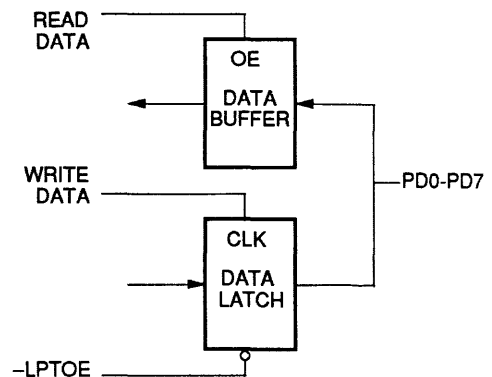 READ
DATA
OE
DATA
BUFFER
WRITE
DATA
PD0-PD7
CLK
DATA
LATCH
–LPTOE